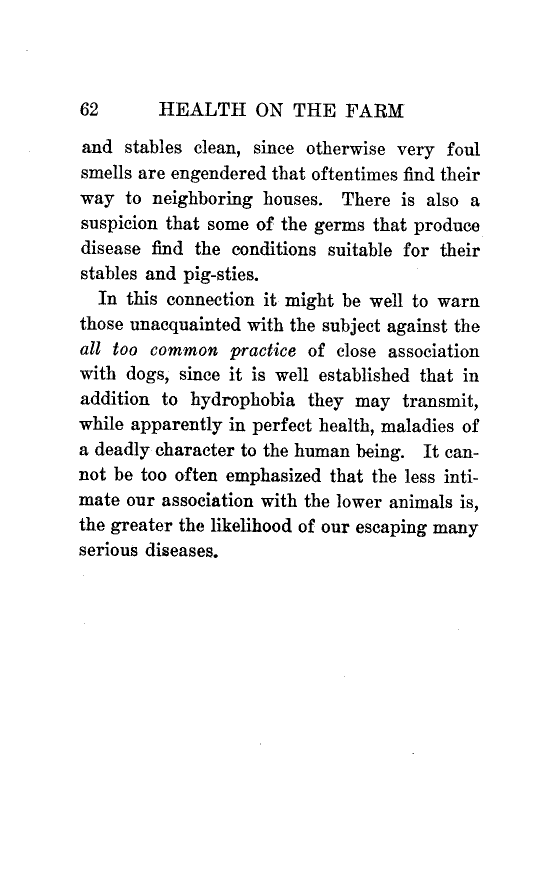 62 HEALTH ON THE FARM
and stables clean, since otherwise very foul
smells are engendered that oftentimes find their
way to neighboring houses. There is also a
suspicion that some of the germs that produce
disease find the conditions suitable for their
stables and pig-sties.
In this connection it might be well to warn
those unacquainted with the subject against the
all too common practice of close association
with dogs, since it is well established that in
addition to hydrophobia they may transmit,
while apparently in perfect health, maladies of
a deadly character to the human being. It can-
not be too often emphasized that the less inti-
mate our association with the lower animals is,
the greater the likelihood of our escaping many
serious diseases.